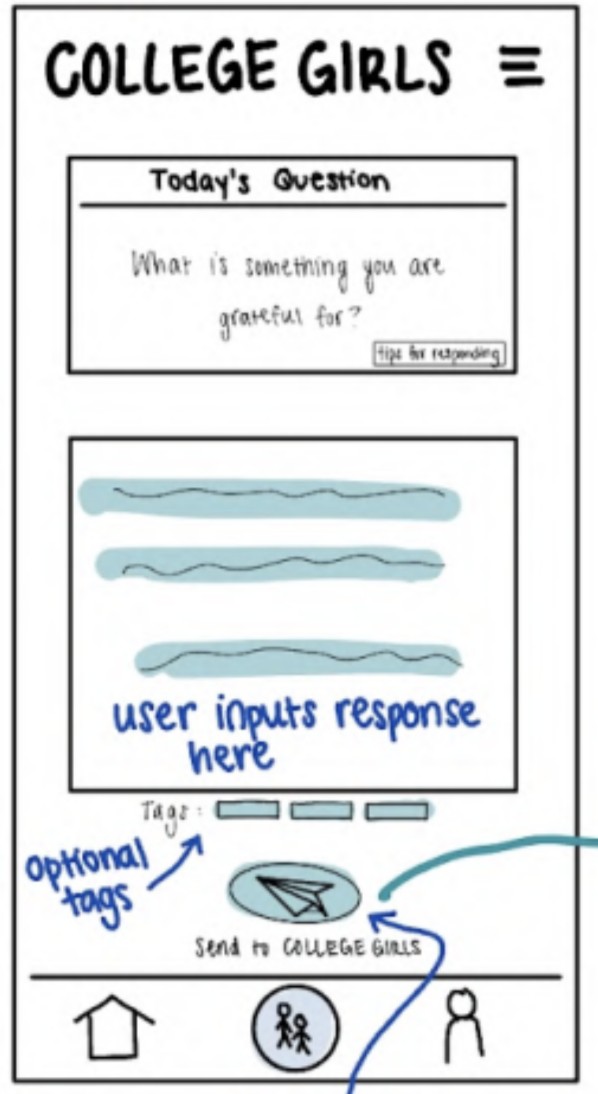 COLLEGE GIRLS
Today's Question
What is something you are
grateful for?
tips for responding
user inputs response
here
Tags:
optional
tags
Send to COLLEGE GIRLS